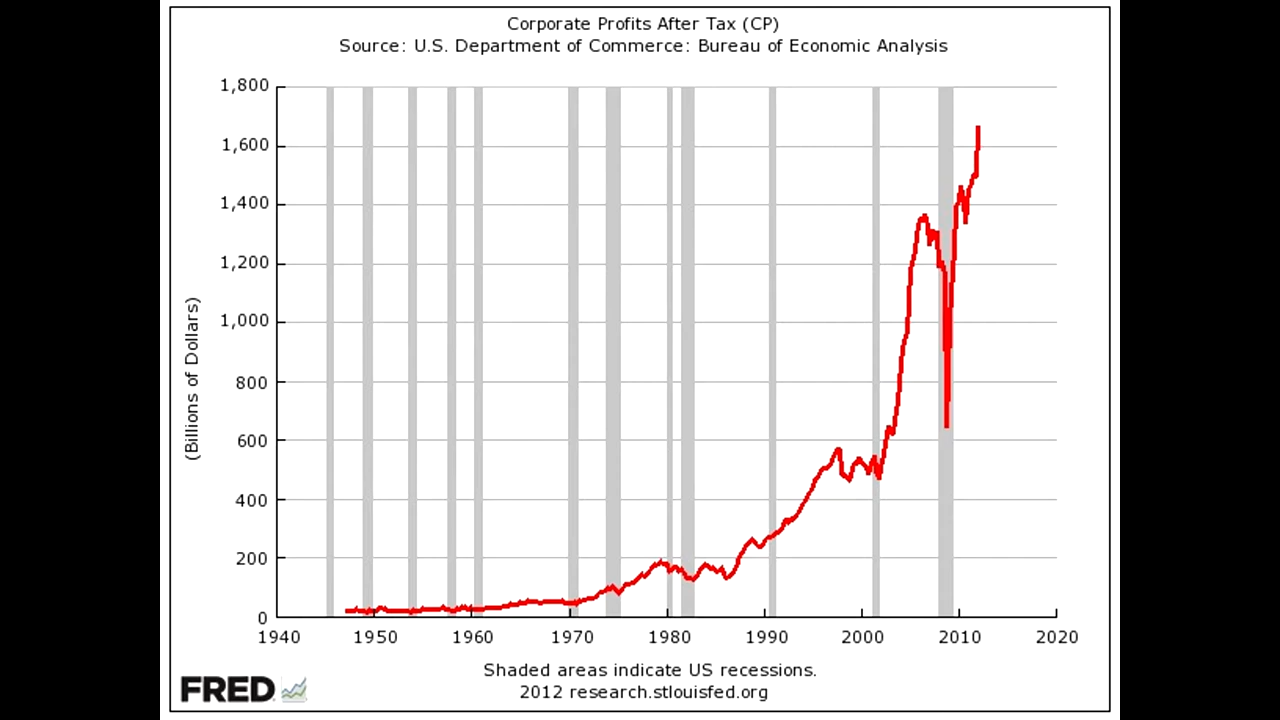 Corporate Profits After Tax (CP)
Source: U.S. Department of Commerce: Bureau of Economic Analysis
1,800
1,600
1,400
1,200
1,000
800
600
400
200
0
(Billions of Dollars)
1940 1950 1960 1970 1980 1990 2000 2010 2020
Shaded areas indicate US recessions.
2012 research.stlouisfed.org
FRED